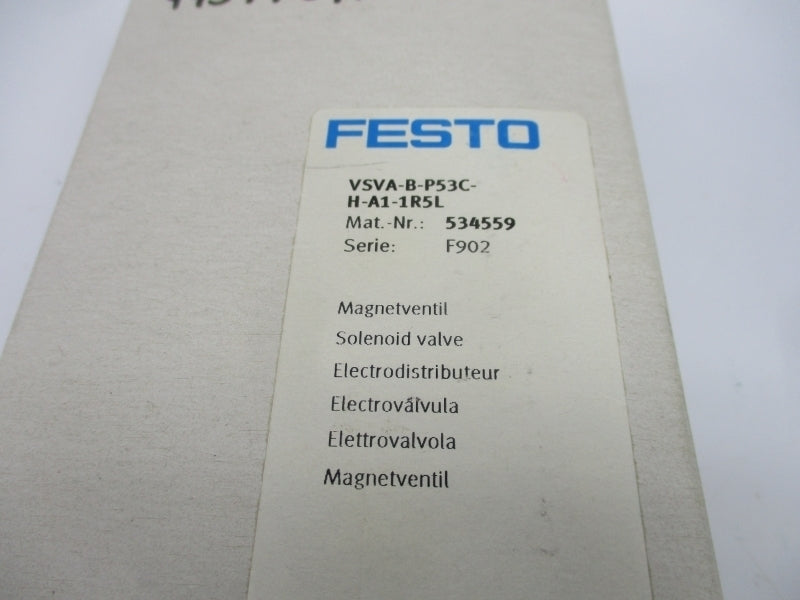 FESTO
VSVA-B-P53C-
H-A1-1R5L
Mat.-Nr.: 534559
Serie: F902
Magnetventil
Solenoid valve
Electrodistributeur
Electroválvula
Elettrovalvola
Magnetventil